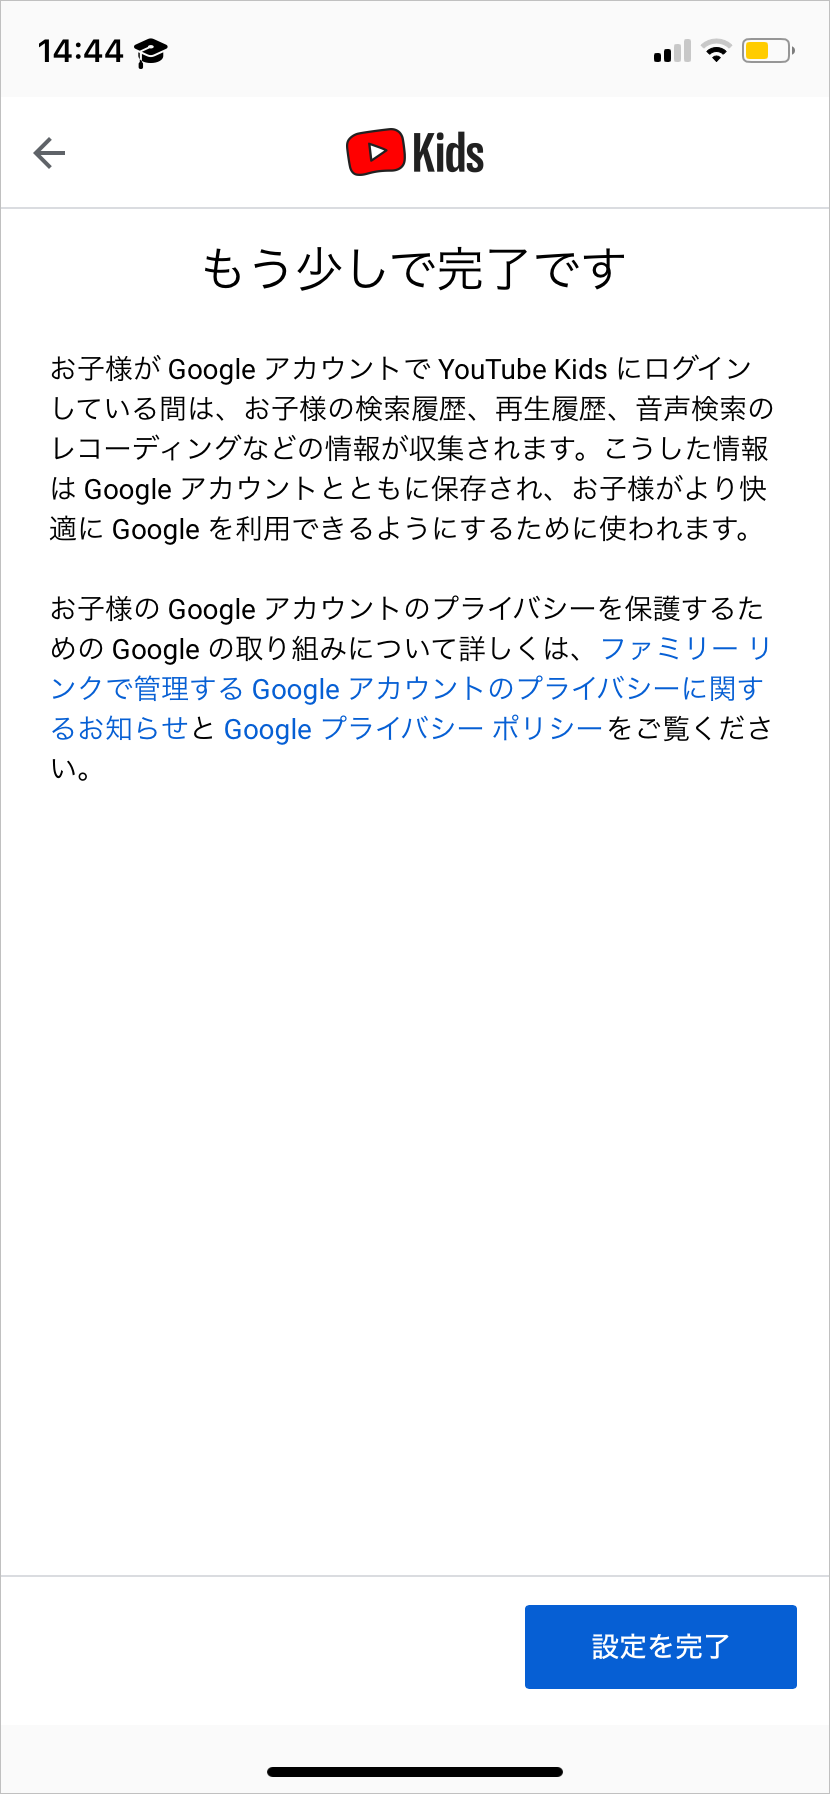 14:44
Kids
もう少しで完了です
お子様が Google アカウントで YouTube Kids にログイン
している間は、お子様の検索履歴、再生履歴、音声検索の
レコーディングなどの情報が収集されます。こうした情報
は Google アカウントとともに保存され、お子様がより快
適に Google を利用できるようにするために使われます。
お子様の Google アカウントのプライバシーを保護するた
めの Google の取り組みについて詳しくは、ファミリー リ
ンクで管理する Google アカウントのプライバシーに関す
るお知らせと Google プライバシー ポリシーをご覧くださ
い。
設定を完了